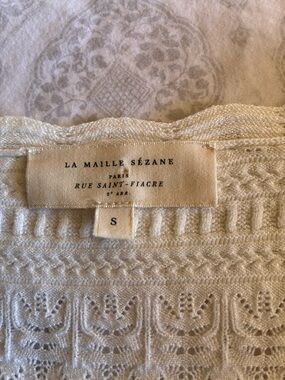 LA MAILLE SÉZANE
PARIS
RUE SAINT-FIACRE
2e ARR.
S